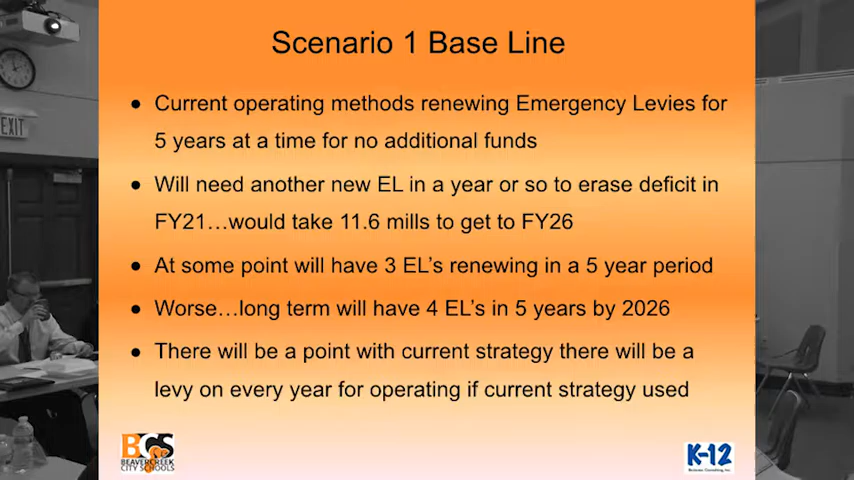 Scenario 1 Base Line
● Current operating methods renewing Emergency Levies for
5 years at a time for no additional funds
● Will need another new EL in a year or so to erase deficit in
FY21…would take 11.6 mills to get to FY26
● At some point will have 3 EL's renewing in a 5 year period
● Worse…long term will have 4 EL's in 5 years by 2026
● There will be a point with current strategy there will be a
levy on every year for operating if current strategy used
EXIT
BCS
BEAVERCREEK
CITY SCHOOLS
K-12
Business Consulting, Inc.